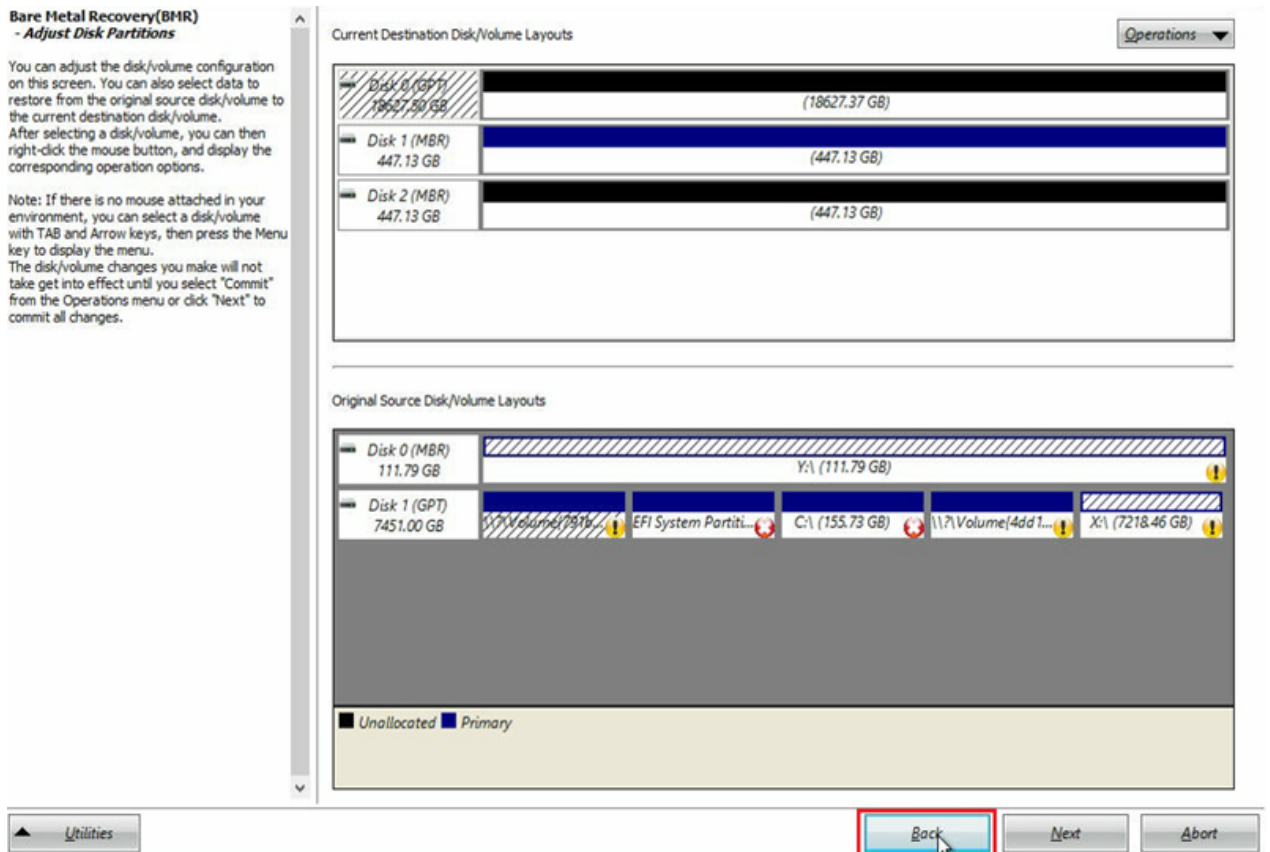 Bare Metal Recovery(BMR)
- Adjust Disk Partitions
You can adjust the disk/volume configuration
on this screen. You can also select data to
restore from the original source disk/volume to
the current destination disk/volume.
After selecting a disk/volume, you can then
right-click the mouse button, and display the
corresponding operation options.
Note: If there is no mouse attached in your
environment, you can select a disk/volume
with TAB and Arrow keys, then press the Menu
key to display the menu.
The disk/volume changes you make will not
take get into effect until you select "Commit"
from the Operations menu or click "Next" to
commit all changes.
Current Destination Disk/Volume Layouts
Operations
Disk 0 (GPT)
18627.50 GB
(18627.37 GB)
Disk 1 (MBR)
447.13 GB
(447.13 GB)
Disk 2 (MBR)
447.13 GB
(447.13 GB)
Original Source Disk/Volume Layouts
Disk 0 (MBR)
111.79 GB
Y:\ (111.79 GB)
Disk 1 (GPT)
7451.00 GB
\\?\Volume{791b...
EFI System Partiti...
C:\ (155.73 GB)
\\?\Volume{4dd1...
X:\ (7218.46 GB)
Unallocated Primary
Utilities
Back
Next
Abort